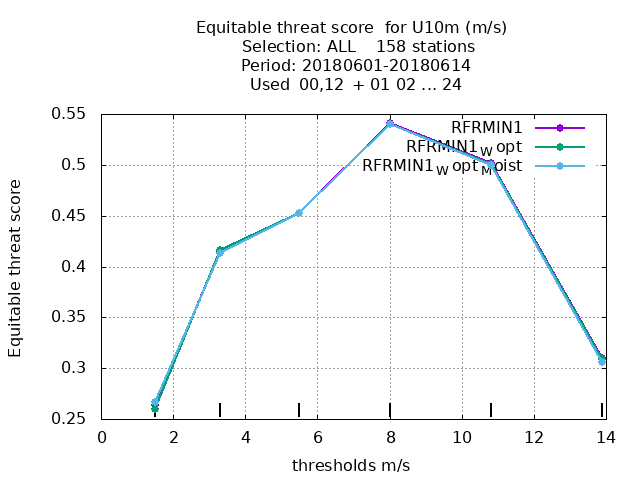 Equitable threat score for U10m (m/s)
Selection: ALL 158 stations
Period: 20180601-20180614
Used 00,12 + 01 02 ... 24
RFRMIN1
RFRMIN1W opt
RFRMIN1W opt Moist
Equitable threat score
0.55
0.5
0.45
0.4
0.35
0.3
0.25
0 2 4 6 8 10 12 14
thresholds m/s